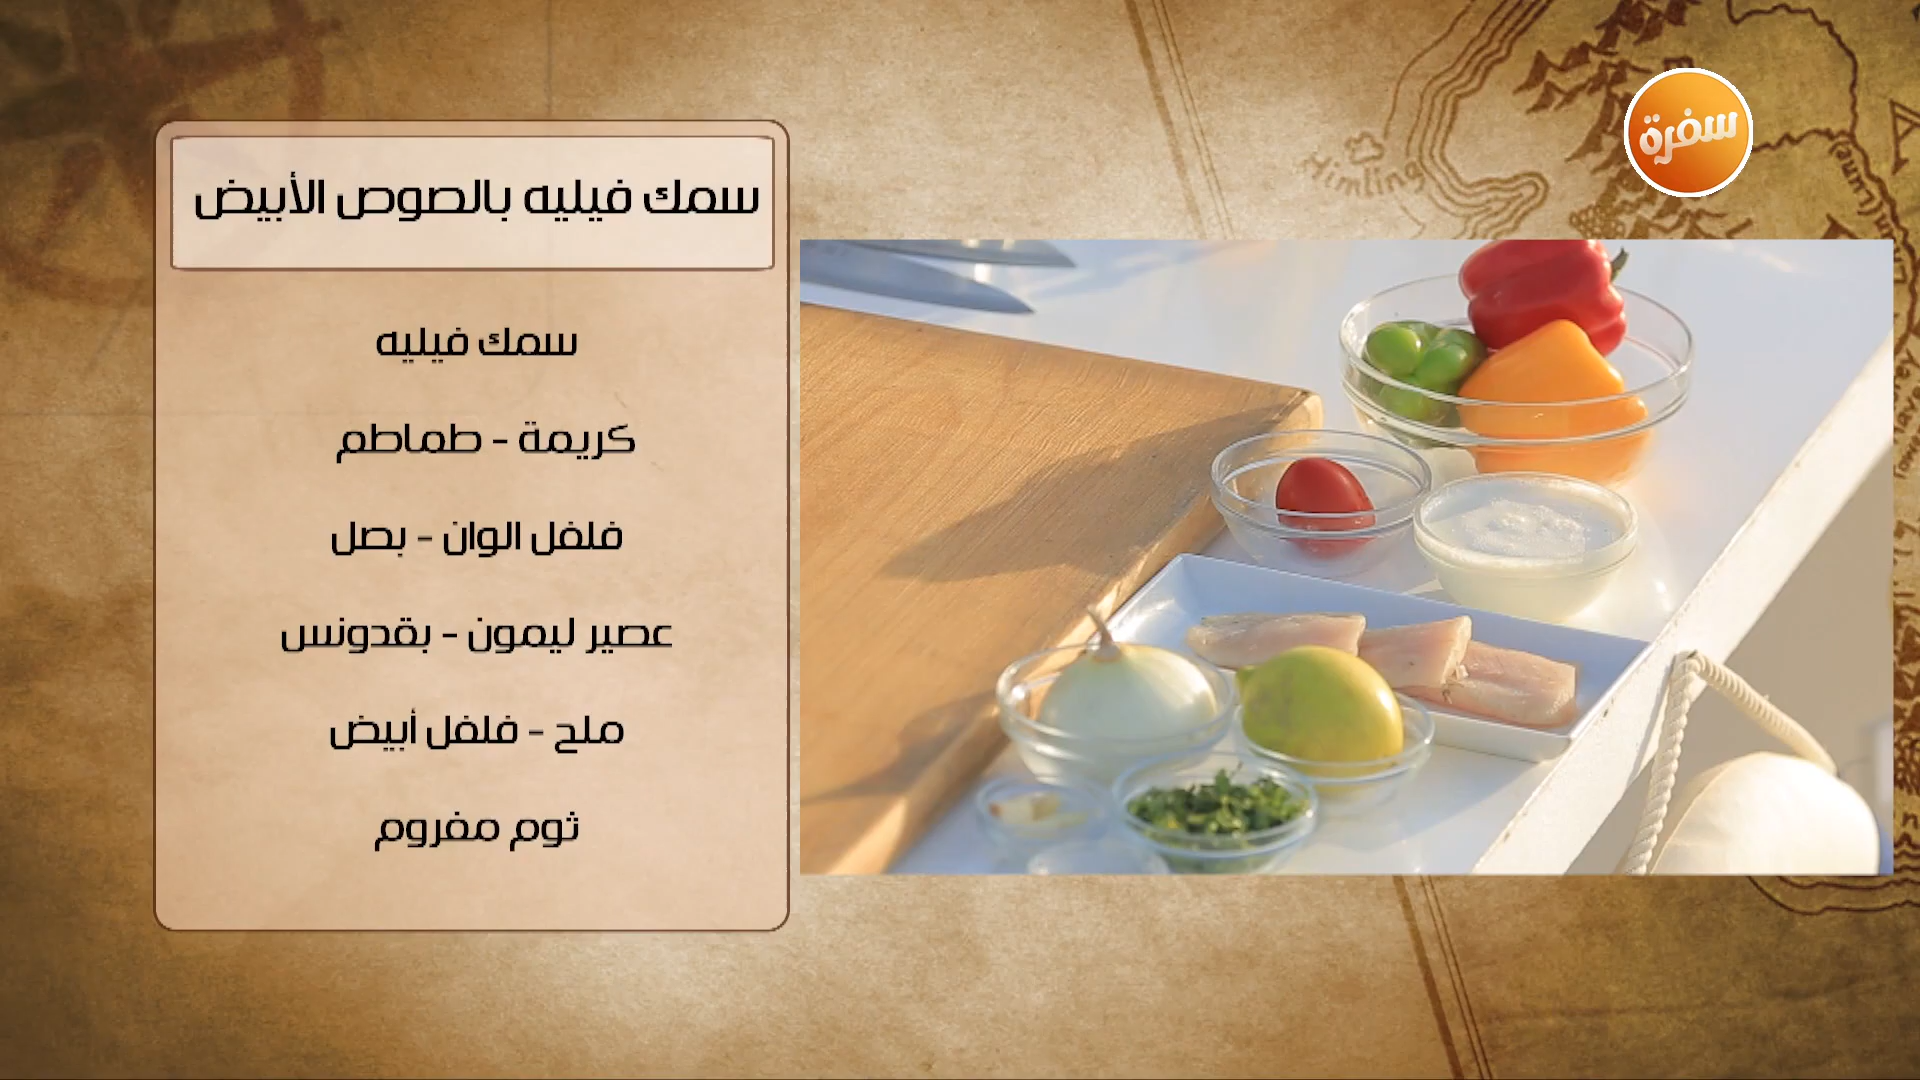 سفرة
سمك فيليه بالصوص الأبيض
سمك فيليه
كريمة - طماطم
فلفل الوان - بصل
عصير ليمون - بقدونس
ملح - فلفل أبيض
ثوم مفروم
Himling